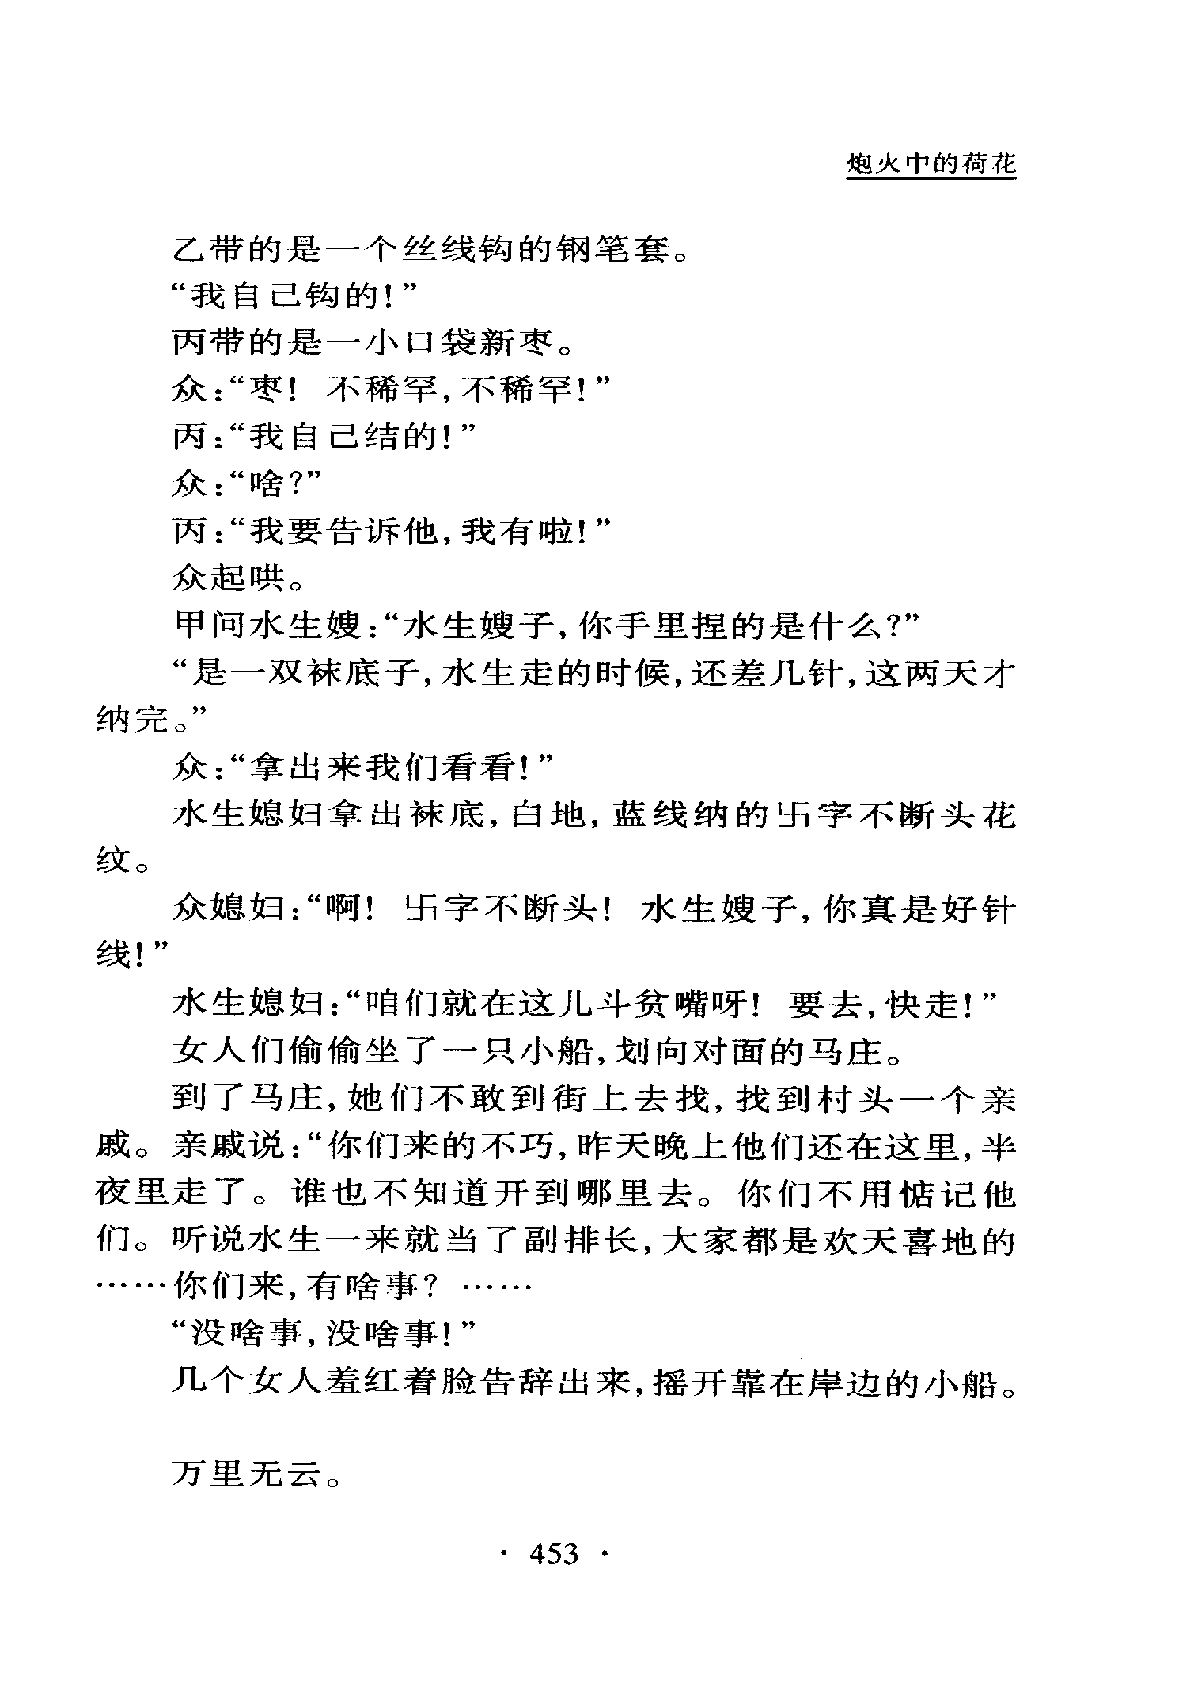 炮火中的荷花
乙带的是一个丝线钩的钢笔套。
“我自己钩的！”
丙带的是一小口袋新枣。
众：“枣！ 不稀罕，不稀罕！”
丙：“我自己结的！”
众：“啥？”
丙：“我要告诉他，我有啦！”
众起哄。
甲问水生嫂：“水生嫂子，你手里捏的是什么？”
“是一双袜底子，水生走的时候，还差几针，这两天才
纳完。”
众：“拿出来我们看看！”
水生媳妇拿出袜底，白地，蓝线纳的卐字不断头花
纹。
众媳妇：“啊！ 卐字不断头！ 水生嫂子，你真是好针
线！”
水生媳妇：“咱们就在这儿斗贫嘴呀！ 要去，快走！”
女人们偷偷坐了一只小船，划向对面的马庄。
到了马庄，她们不敢到街上去找，找到村头一个亲
戚。亲戚说：“你们来的不巧，昨天晚上他们还在这里，半
夜里走了。谁也不知道开到哪里去。你们不用惦记他
们。听说水生一来就当了副排长，大家都是欢天喜地的
……你们来，有啥事？ ……
“没啥事，没啥事！”
几个女人羞红着脸告辞出来，摇开靠在岸边的小船。
万里无云。
· 453 ·